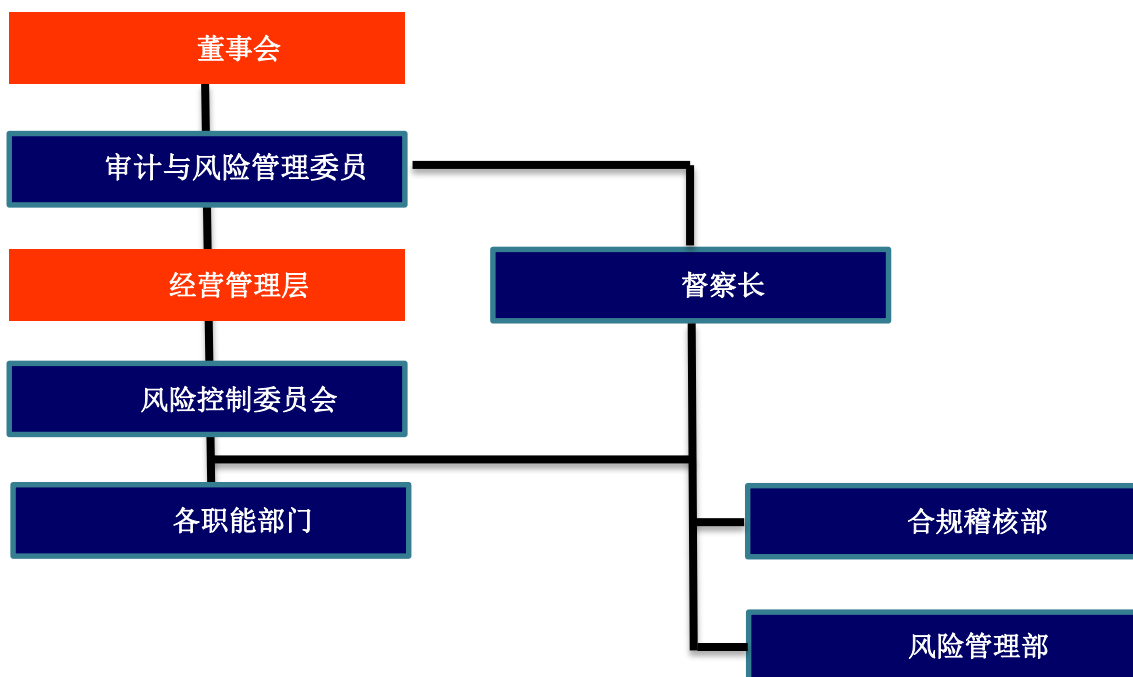 董事会
审计与风险管理委员
经营管理层
督察长
风险控制委员会
各职能部门
合规稽核部
风险管理部